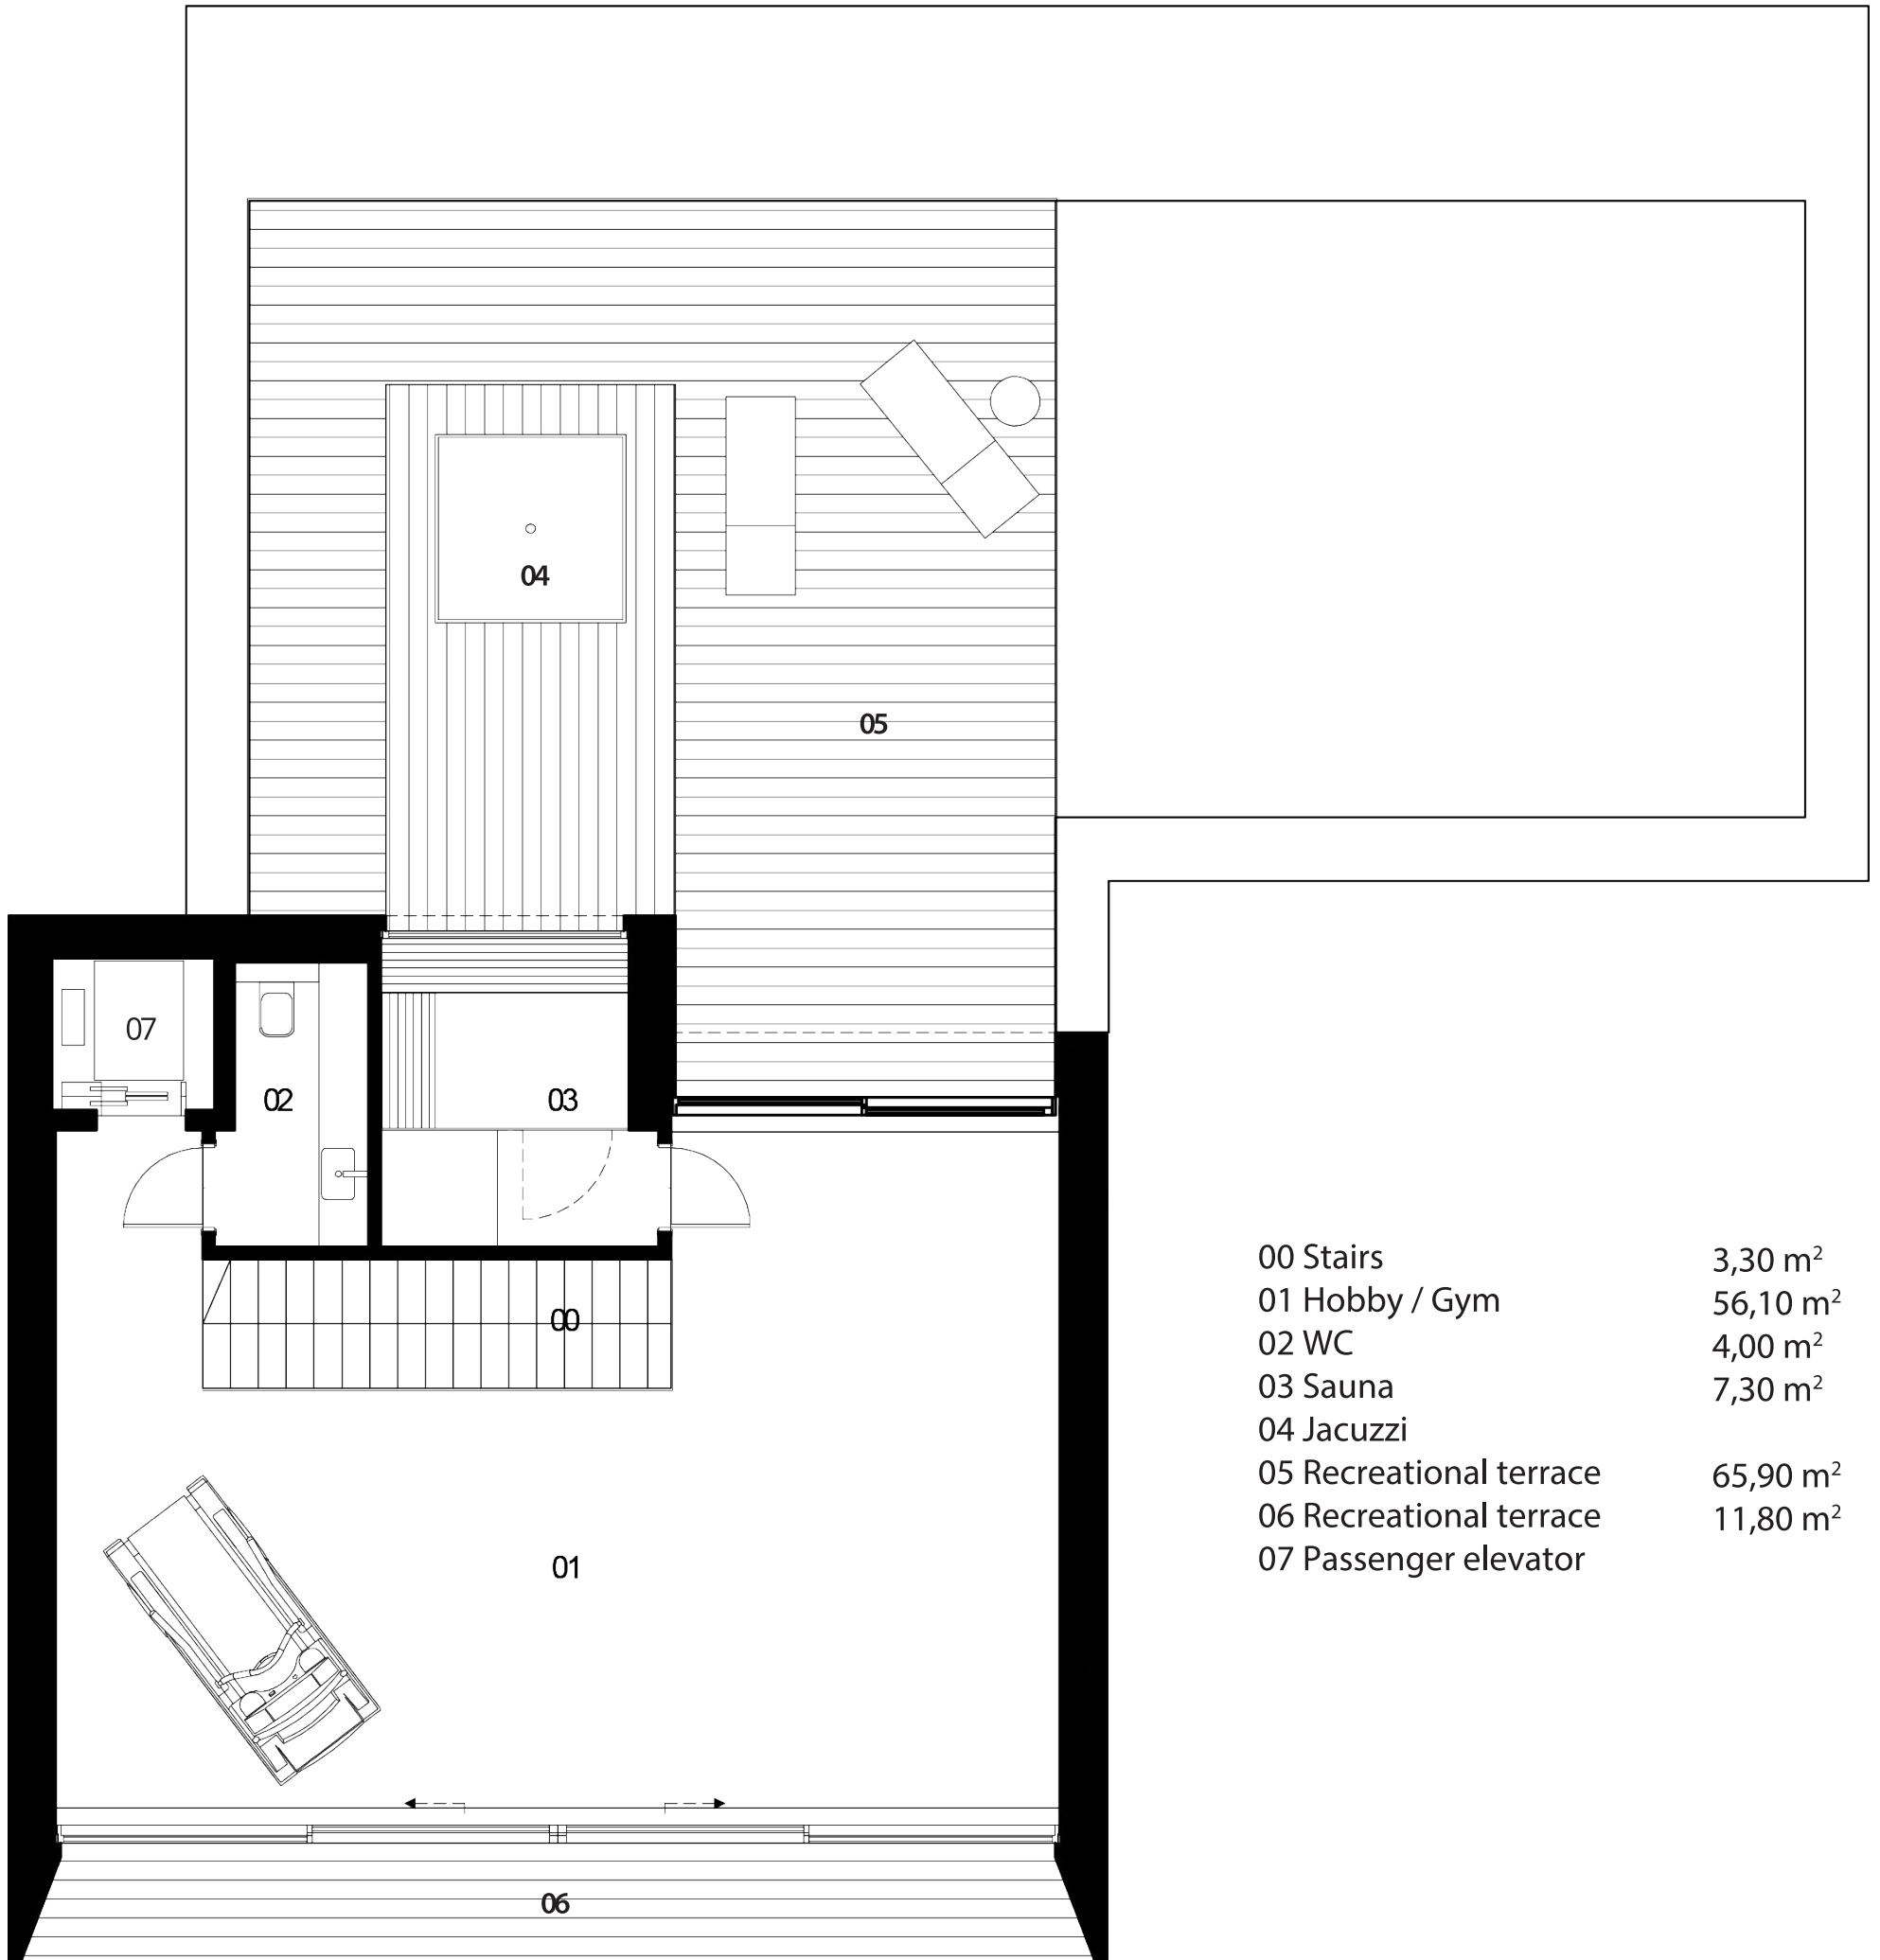 04
05
07
02
03
00
01
06
00 Stairs 3,30 m²
01 Hobby / Gym 56,10 m²
02 WC 4,00 m²
03 Sauna 7,30 m²
04 Jacuzzi
05 Recreational terrace 65,90 m²
06 Recreational terrace 11,80 m²
07 Passenger elevator